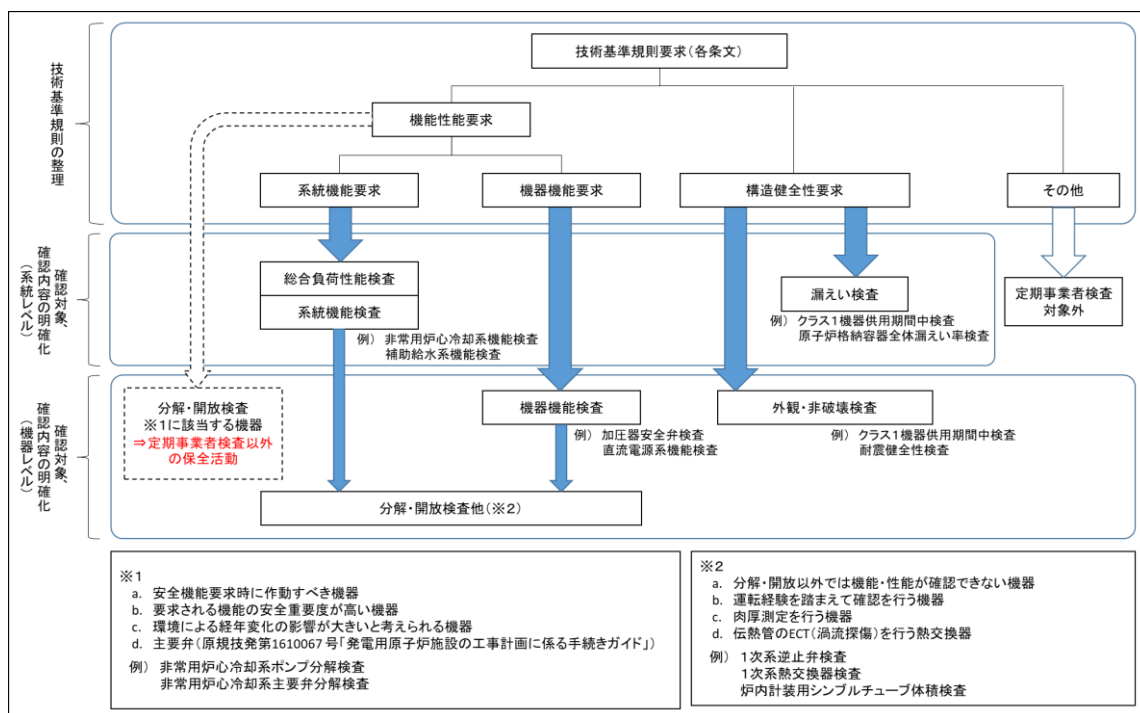 技術基準規則の整理
技術基準規則要求(各条文)
機能性能要求
系統機能要求
機器機能要求
構造健全性要求
その他
確認対象、
確認内容の明確化
(系統レベル)
総合負荷性能検査
系統機能検査
例) 非常用炉心冷却系機能検査
補助給水系機能検査
漏えい検査
例) クラス1機器供用期間中検査
原子炉格納容器全体漏えい率検査
定期事業者検査
対象外
確認対象、
確認内容の明確化
(機器レベル)
分解・開放検査
※1に該当する機器
⇒定期事業者検査以外
の保全活動
機器機能検査
例) 加圧器安全弁検査
直流電源系機能検査
外観・非破壊検査
例) クラス1機器供用期間中検査
耐震健全性検査
分解・開放検査他(※2)
※1
a. 安全機能要求時に作動すべき機器
b. 要求される機能の安全重要度が高い機器
c. 環境による経年変化の影響が大きいと考えられる機器
d. 主要弁(原規技発第1610067号「発電用原子炉施設の工事計画に係る手続きガイド」)
例) 非常用炉心冷却系ポンプ分解検査
非常用炉心冷却系主要弁分解検査
※2
a. 分解・開放以外では機能・性能が確認できない機器
b. 運転経験を踏まえて確認を行う機器
c. 肉厚測定を行う機器
d. 伝熱管のECT(渦流探傷)を行う熱交換器
例) 1次系逆止弁検査
1次系熱交換器検査
炉内計装用シンブルチューブ体積検査